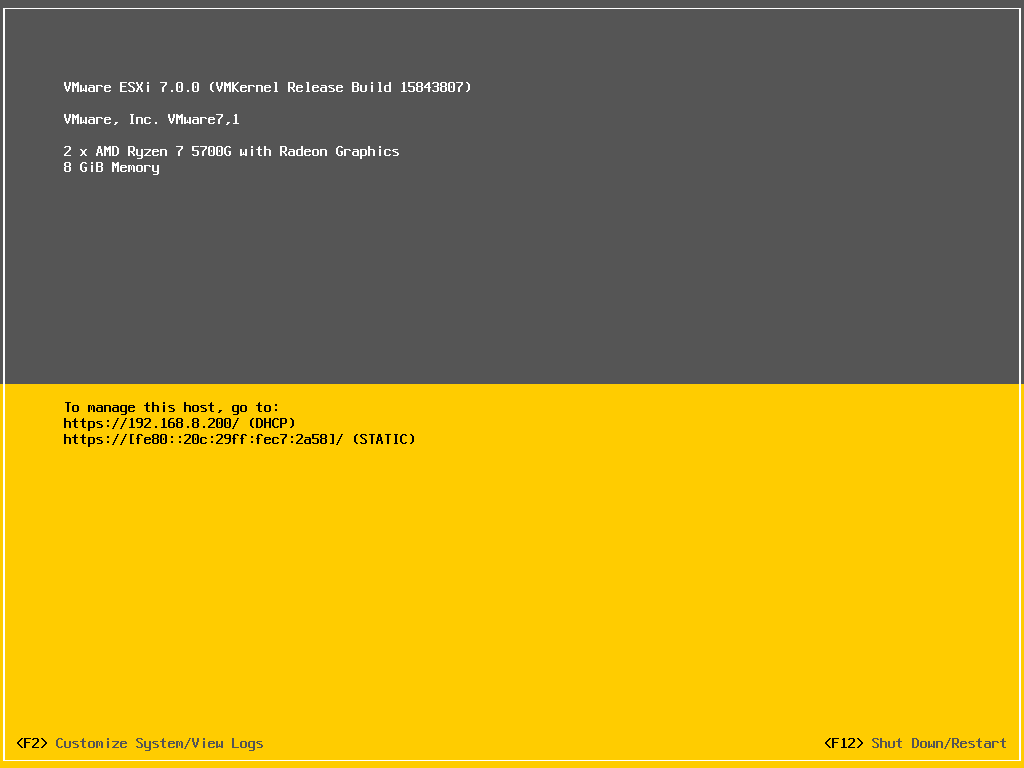 VMware ESXi 7.0.0 (VMKernel Release Build 15843807)
VMware, Inc. VMware7,1
2 x AMD Ryzen 7 5700G with Radeon Graphics
8 GiB Memory
To manage this host, go to:
https://192.168.8.200/ (DHCP)
https://[fe80::20c:29ff:fec7:2a58]/ (STATIC)
<F2> Customize System/View Logs
<F12> Shut Down/Restart